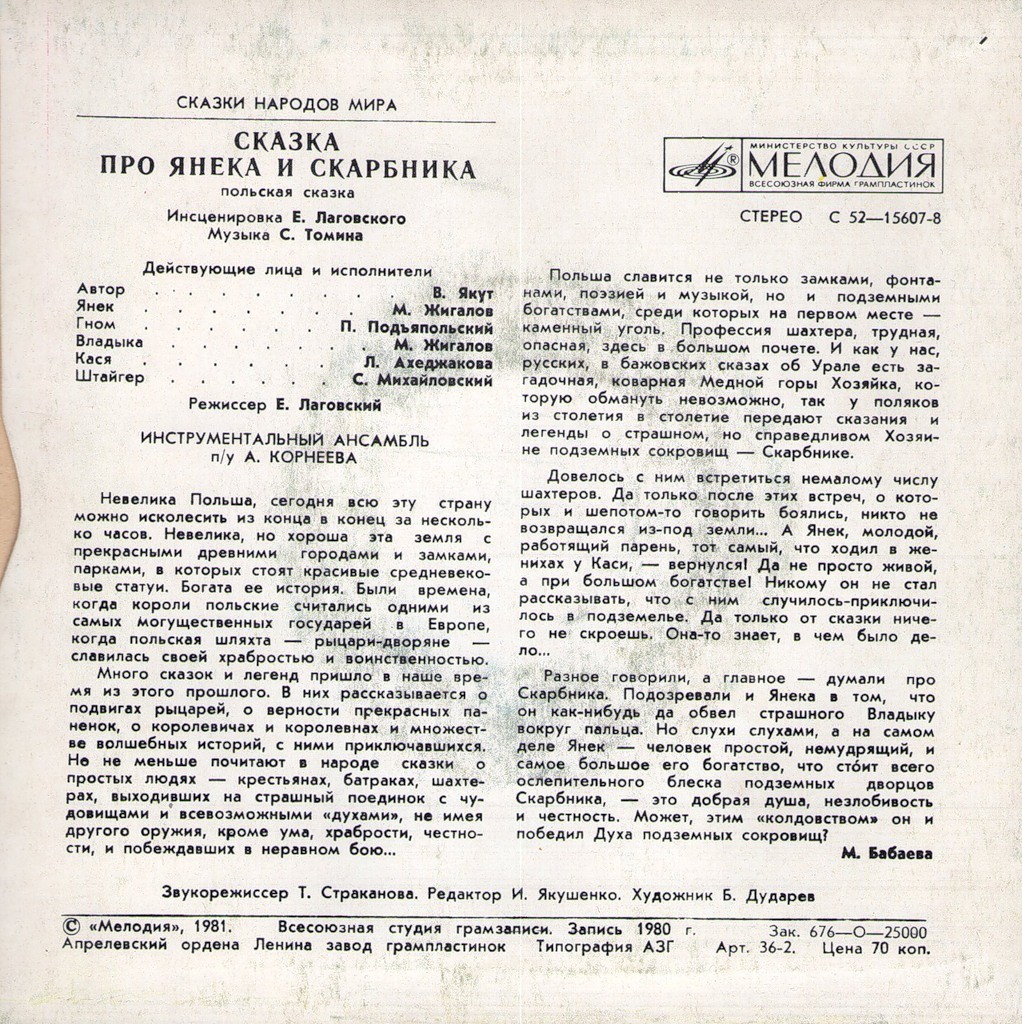 СКАЗКИ НАРОДОВ МИРА
СКАЗКА
ПРО ЯНЕКА И СКАРБНИКА
польская сказка
Инсценировка Е. Лаговского
Музыка С. Томина
Действующие лица и исполнители
Автор . . . . . . . . . . В. Якут
Янек . . . . . . . . . М. Жигалов
Гном . . . . . . . П. Подъяпольский
Владыка . . . . . . . . М. Жигалов
Кася . . . . . . . . Л. Ахеджакова
Штайгер . . . . . . . С. Михайловский
Режиссер Е. Лаговский
ИНСТРУМЕНТАЛЬНЫЙ АНСАМБЛЬ
п/у А. КОРНЕЕВА
Невелика Польша, сегодня всю эту страну
можно исколесить из конца в конец за несколь-
ко часов. Невелика, но хороша эта земля с
прекрасными древними городами и замками,
парками, в которых стоят красивые средневеко-
вые статуи. Богата ее история. Были времена,
когда короли польские считались одними из
самых могущественных государей в Европе,
когда польская шляхта — рыцари-дворяне —
славилась своей храбростью и воинственностью.
Много сказок и легенд пришло в наше вре-
мя из этого прошлого. В них рассказывается о
подвигах рыцарей, о верности прекрасных па-
ненок, о королевичах и королевнах и множест-
ве волшебных историй, с ними приключавшихся.
Но не меньше почитают в народе сказки о
простых людях — крестьянах, батраках, шахте-
рах, выходивших на страшный поединок с чу-
довищами и всевозможными «духами», не имея
другого оружия, кроме ума, храбрости, честно-
сти, и побеждавших в неравном бою...
МИНИСТЕРСТВО КУЛЬТУРЫ СССР
МЕЛОДИЯ
ВСЕСОЮЗНАЯ ФИРМА ГРАМПЛАСТИНОК
®
СТЕРЕО С 52—15607-8
Польша славится не только замками, фонта-
нами, поэзией и музыкой, но и подземными
богатствами, среди которых на первом месте —
каменный уголь. Профессия шахтера, трудная,
опасная, здесь в большом почете. И как у нас,
русских, в бажовских сказах об Урале есть за-
гадочная, коварная Медной горы Хозяйка, ко-
торую обмануть невозможно, так у поляков
из столетия в столетие передают сказания и
легенды о страшном, но справедливом Хозяи-
не подземных сокровищ — Скарбнике.
Довелось с ним встретиться немалому числу
шахтеров. Да только после этих встреч, о кото-
рых и шепотом-то говорить боялись, никто не
возвращался из-под земли... А Янек, молодой,
работящий парень, тот самый, что ходил в же-
нихах у Каси, — вернулся! Да не просто живой,
а при большом богатстве! Никому он не стал
рассказывать, что с ним случилось-приключи-
лось в подземелье. Да только от сказки ниче-
го не скроешь. Она-то знает, в чем было де-
ло...
Разное говорили, а главное — думали про
Скарбника. Подозревали и Янека в том, что
он как-нибудь да обвел страшного Владыку
вокруг пальца. Но слухи слухами, а на самом
деле Янек — человек простой, немудрящий, и
самое большое его богатство, что сто́ит всего
ослепительного блеска подземных дворцов
Скарбника, — это добрая душа, незлобивость
и честность. Может, этим «колдовством» он и
победил Духа подземных сокровищ?
М. Бабаева
Звукорежиссер Т. Страканова. Редактор И. Якушенко. Художник Б. Дударев
© «Мелодия», 1981. Всесоюзная студия грамзаписи. Запись 1980 г. Зак. 676—О—25000
Апрелевский ордена Ленина завод грампластинок Типография АЗГ Арт. 36-2. Цена 70 коп.